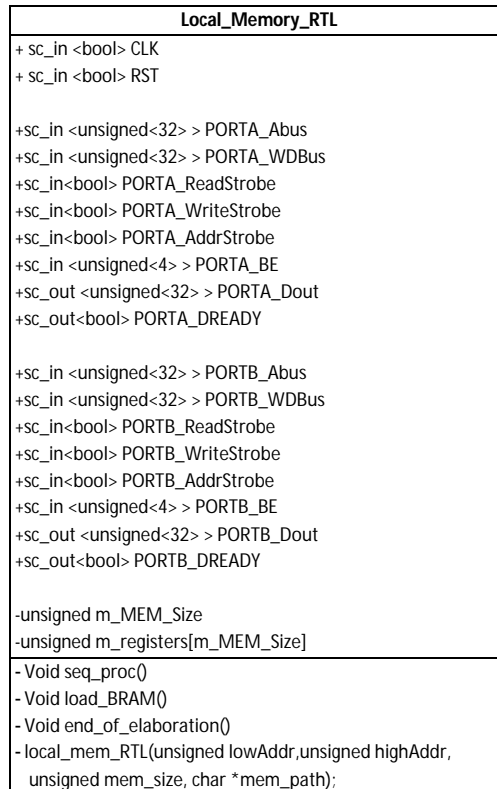 Local_Memory_RTL
+ sc_in <bool> CLK
+ sc_in <bool> RST
+sc_in <unsigned<32> > PORTA_Abus
+sc_in <unsigned<32> > PORTA_WDBus
+sc_in<bool> PORTA_ReadStrobe
+sc_in<bool> PORTA_WriteStrobe
+sc_in<bool> PORTA_AddrStrobe
+sc_in <unsigned<4> > PORTA_BE
+sc_out <unsigned<32> > PORTA_Dout
+sc_out<bool> PORTA_DREADY
+sc_in <unsigned<32> > PORTB_Abus
+sc_in <unsigned<32> > PORTB_WDBus
+sc_in<bool> PORTB_ReadStrobe
+sc_in<bool> PORTB_WriteStrobe
+sc_in<bool> PORTB_AddrStrobe
+sc_in <unsigned<4> > PORTB_BE
+sc_out <unsigned<32> > PORTB_Dout
+sc_out<bool> PORTB_DREADY
-unsigned m_MEM_Size
-unsigned m_registers[m_MEM_Size]
- Void seq_proc()
- Void load_BRAM()
- Void end_of_elaboration()
- local_mem_RTL(unsigned lowAddr,unsigned highAddr,
unsigned mem_size, char *mem_path);